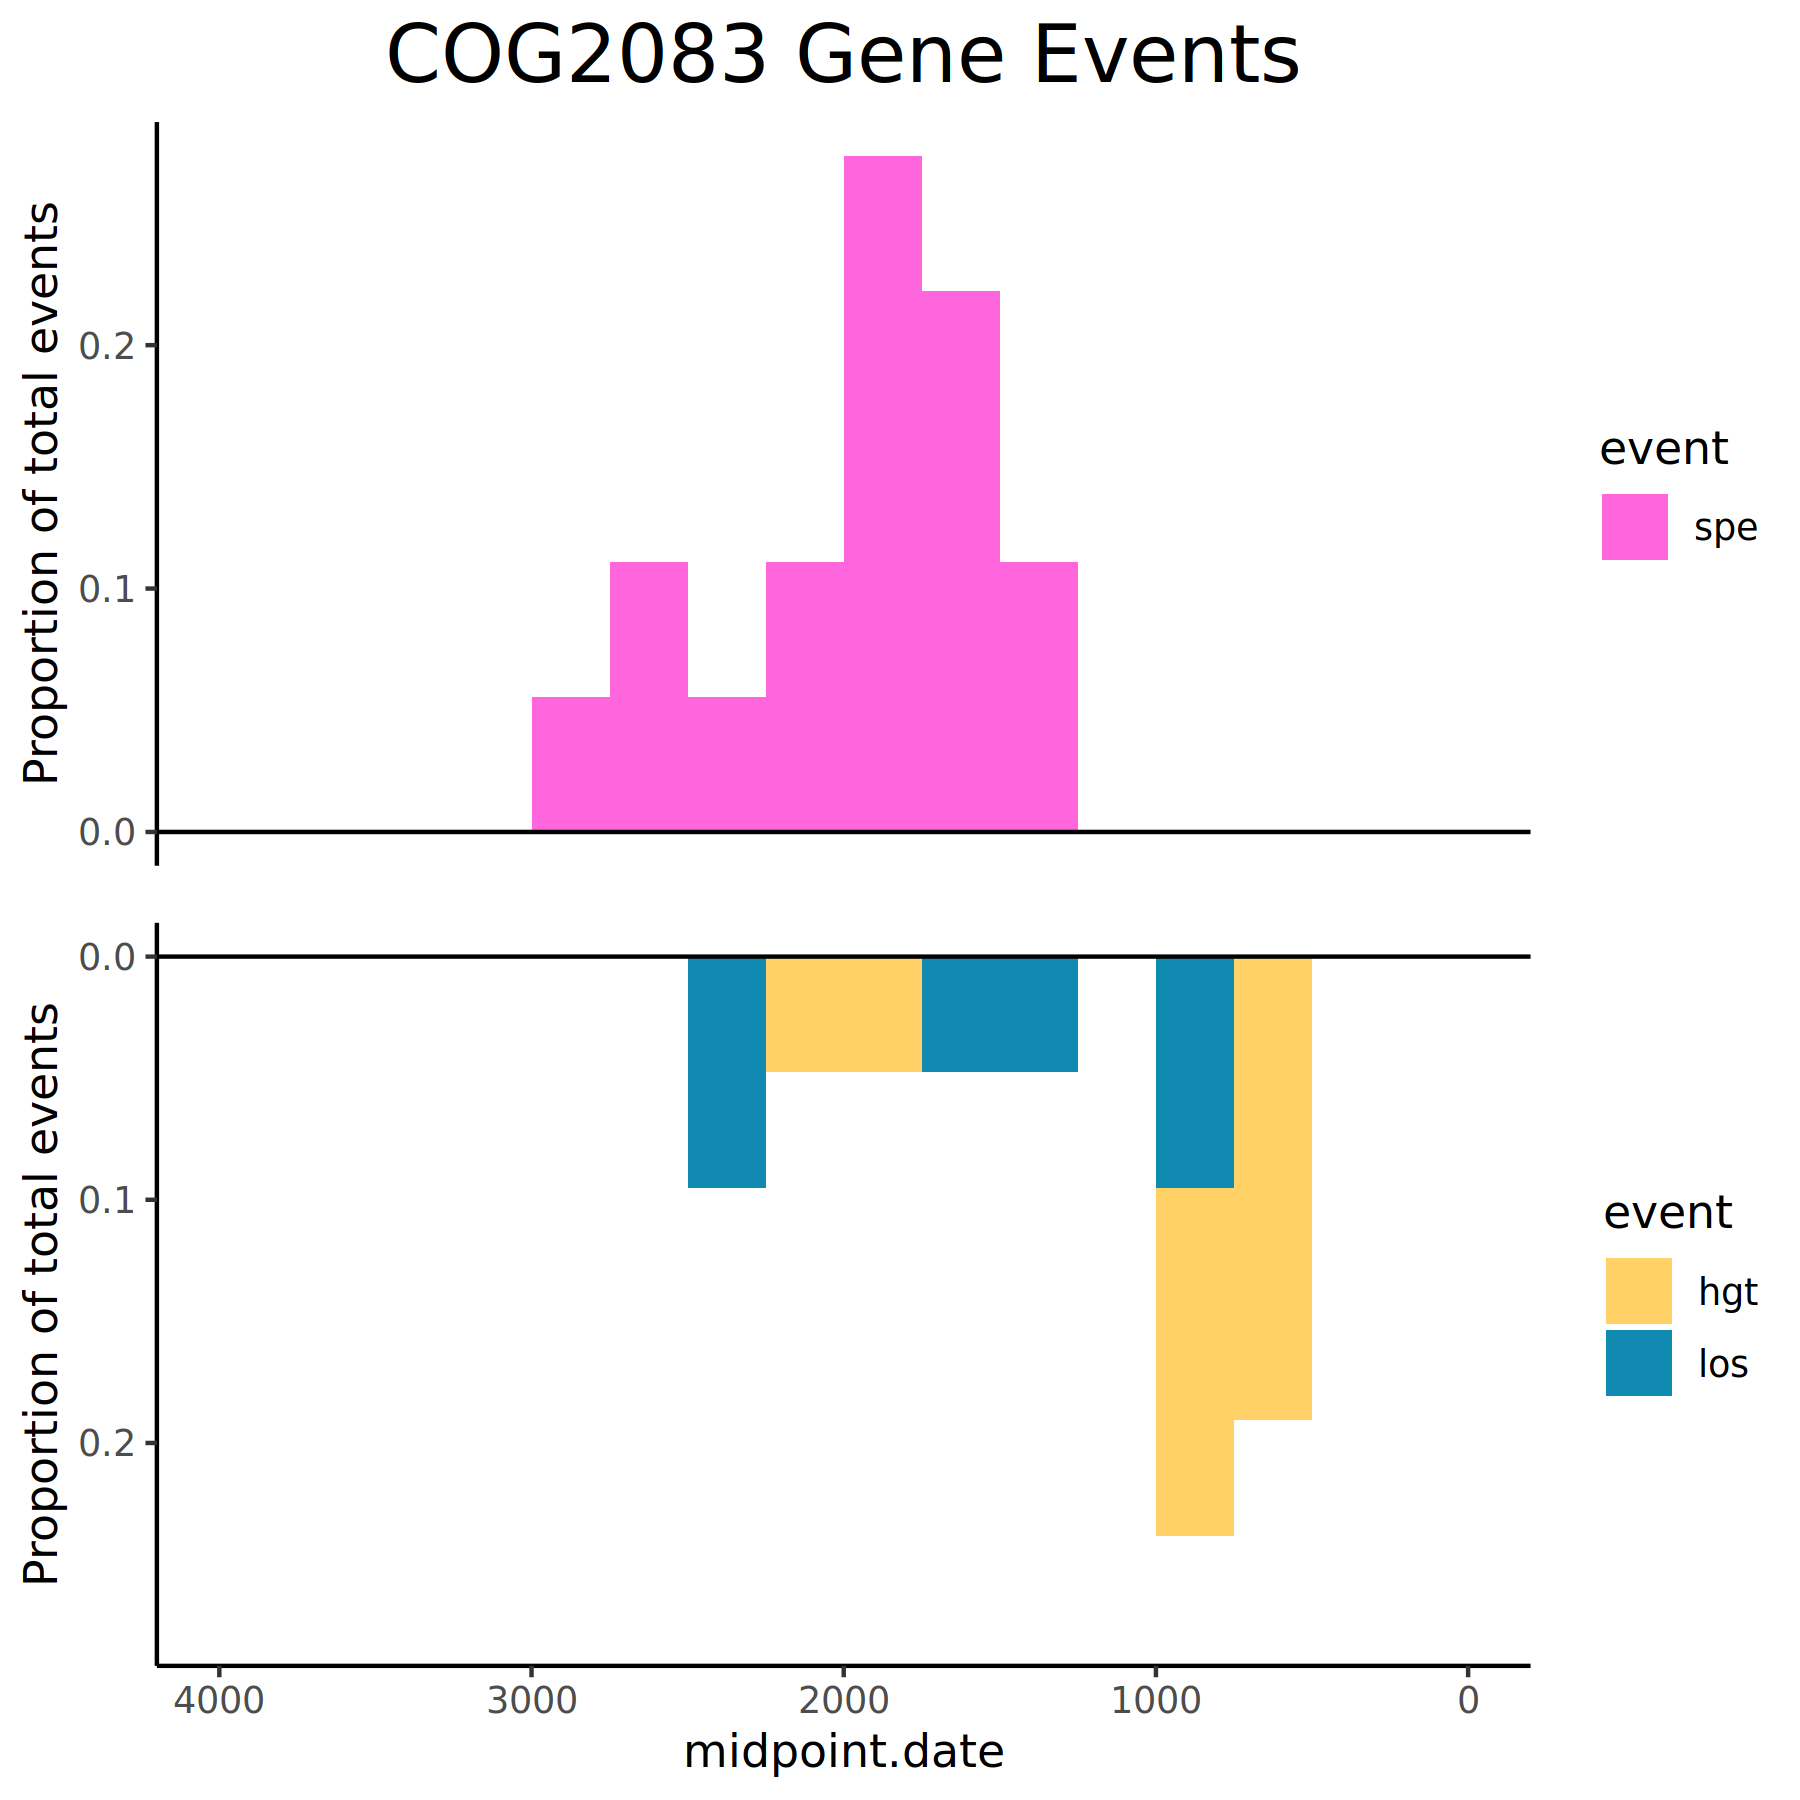 COG2083 Gene Events
Proportion of total events
0.2
0.1
0.0
event
spe
Proportion of total events
0.0
0.1
0.2
event
hgt
los
4000 3000 2000 1000 0
midpoint.date